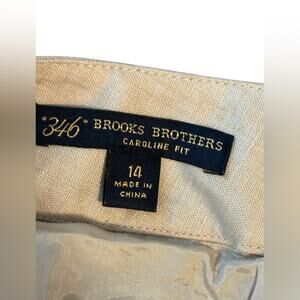 "346" BROOKS BROTHERS
CAROLINE FIT
14
MADE IN
CHINA